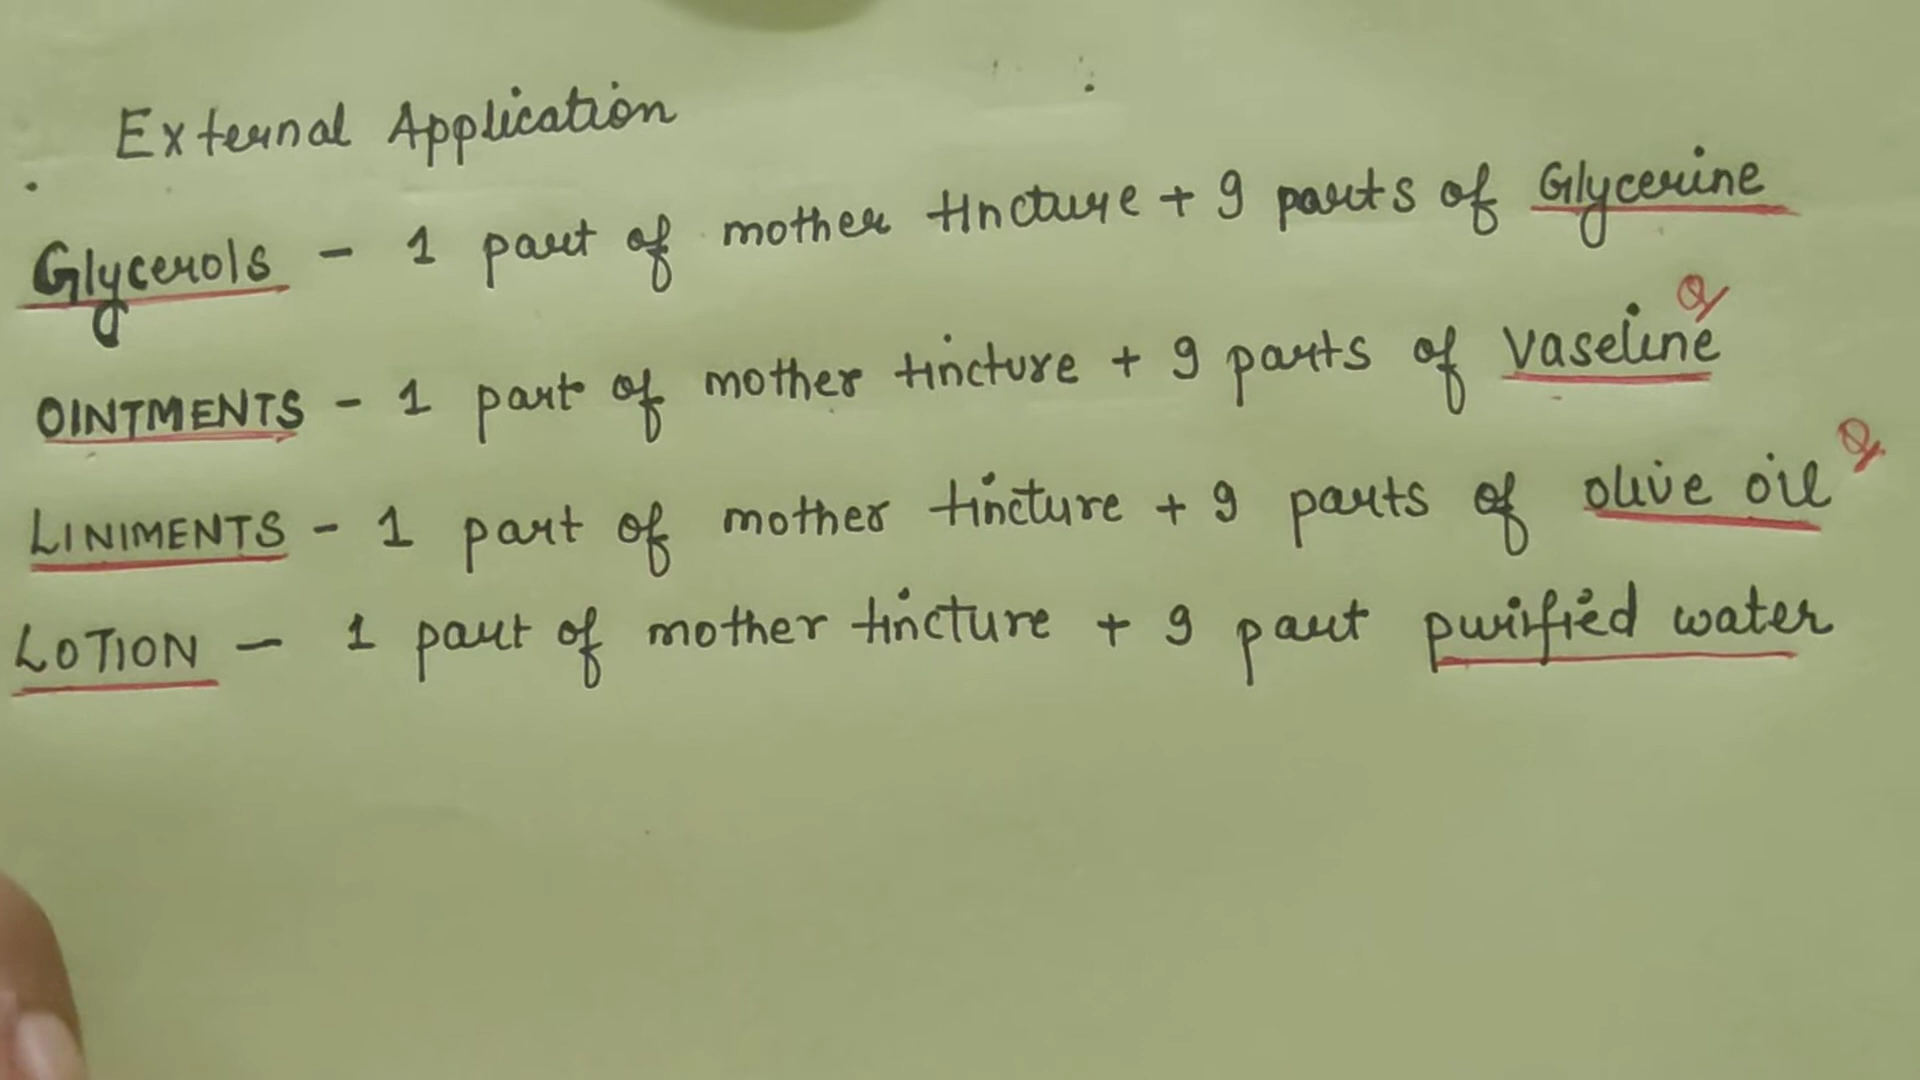 External Application
Glycerols - 1 part of mother tincture + 9 parts of Glycerine
OINTMENTS - 1 part of mother tincture + 9 parts of vaseline
LINIMENTS - 1 part of mother tincture + 9 parts of olive oil
LOTION - 1 part of mother tincture + 9 part purified water